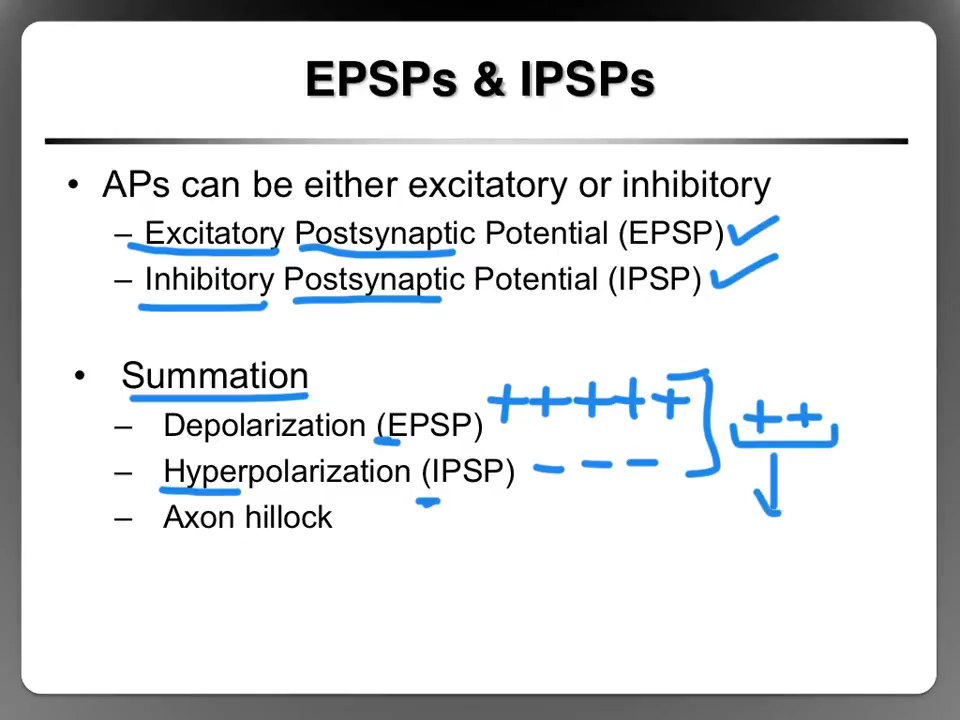 EPSPs & IPSPs
• APs can be either excitatory or inhibitory
– Excitatory Postsynaptic Potential (EPSP) ✓
– Inhibitory Postsynaptic Potential (IPSP) ✓
• Summation
– Depolarization (EPSP) + + + + + ] + +
– Hyperpolarization (IPSP) – – –
– Axon hillock